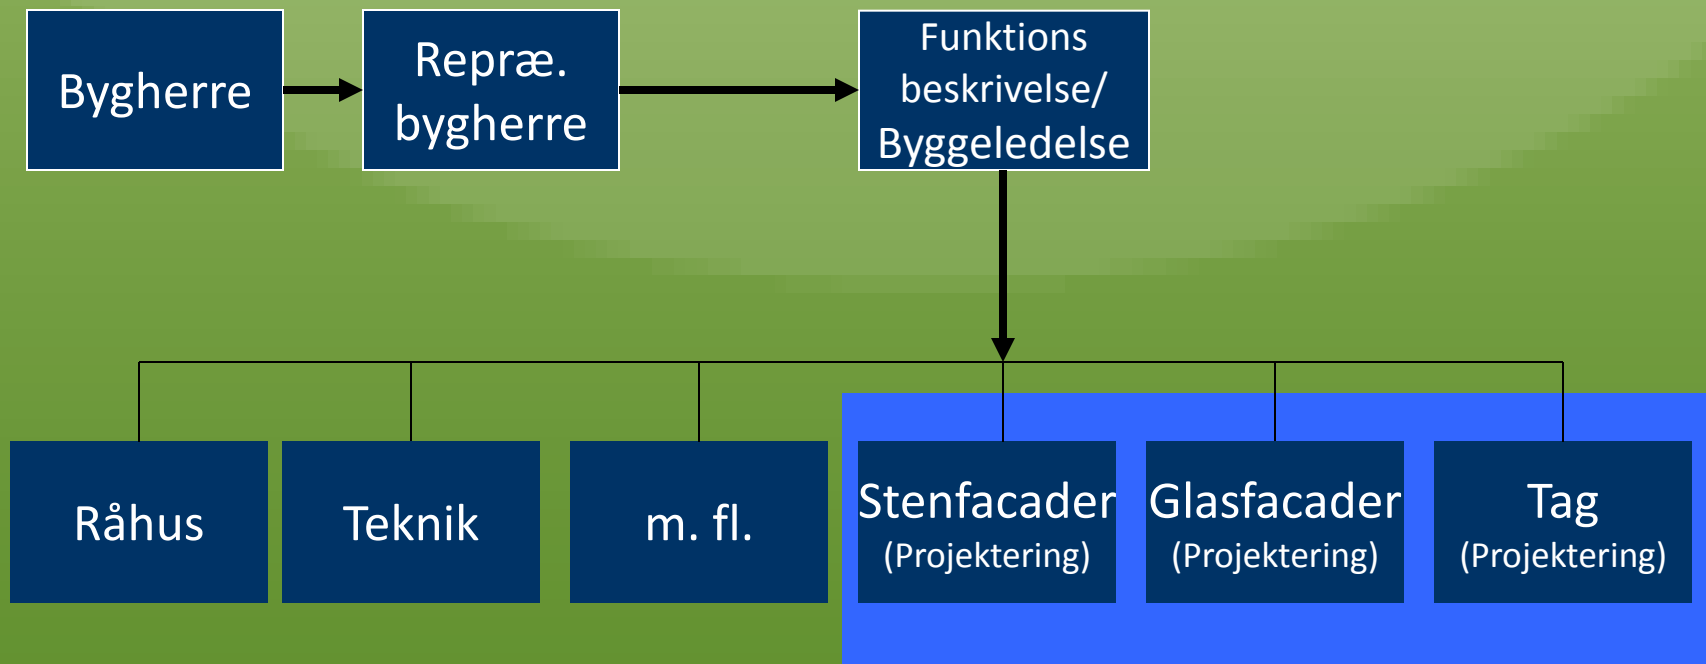 Bygherre
Repræ.
bygherre
Funktions
beskrivelse/
Byggeledelse
Råhus
Teknik
m. fl.
Stenfacader
(Projektering)
Glasfacader
(Projektering)
Tag
(Projektering)